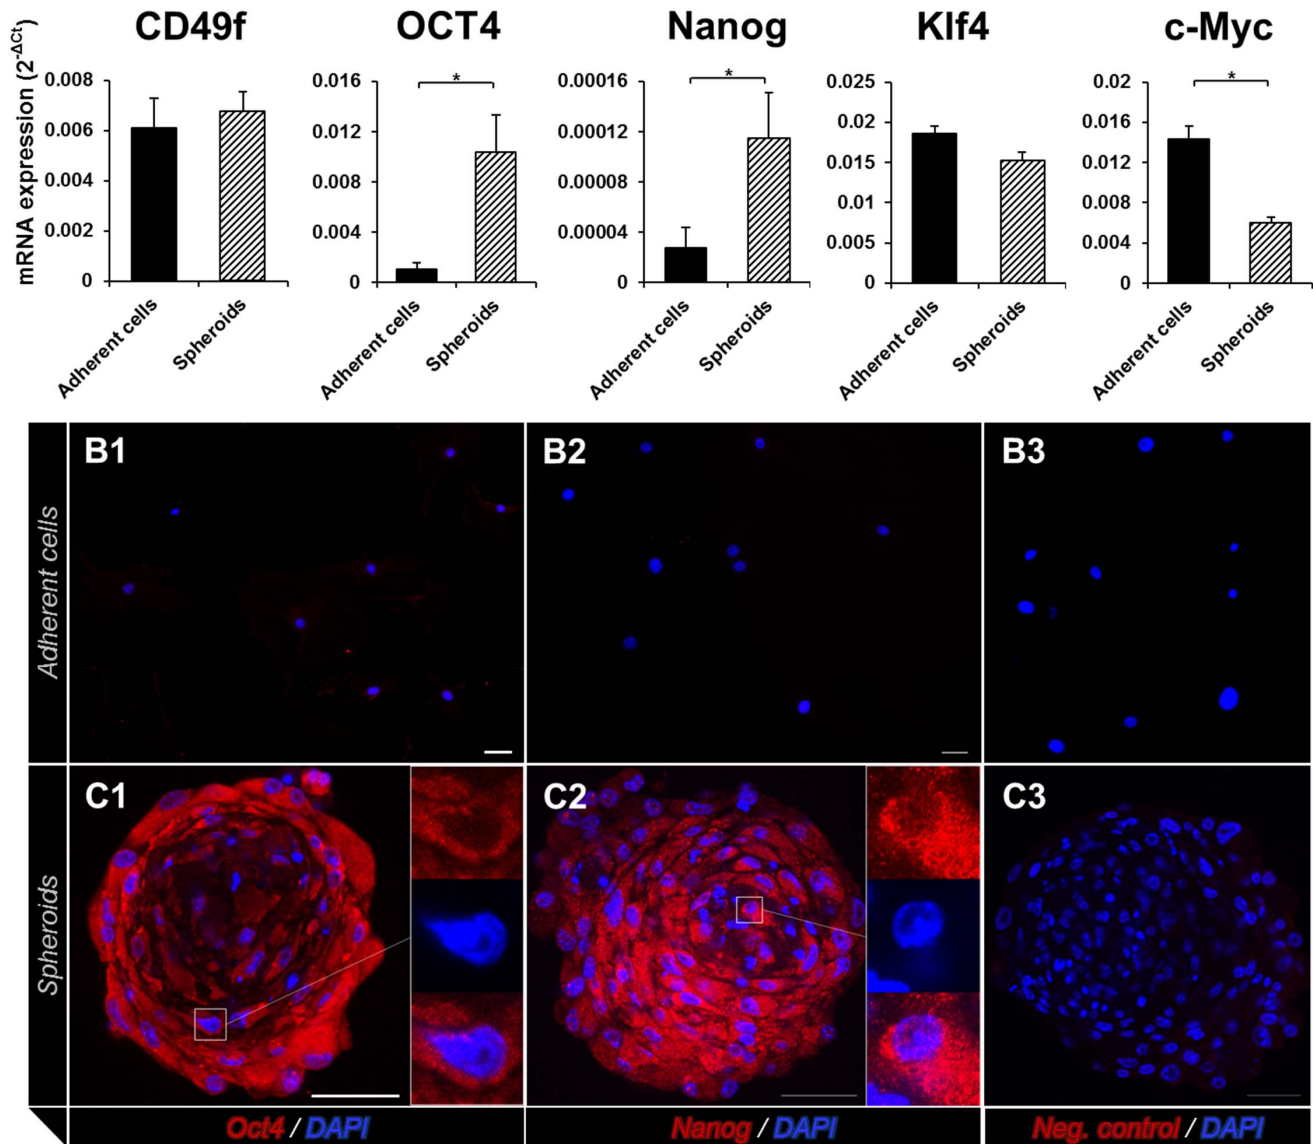 CD49f OCT4 Nanog Klf4 c-Myc
mRNA expression (2-ΔCt)
0.008
0.006
0.004
0.002
0
Adherent cells
Spheroids
0.016
0.012
0.008
0.004
0
*
Adherent cells
Spheroids
0.00016
0.00012
0.00008
0.00004
0
*
Adherent cells
Spheroids
0.025
0.02
0.015
0.01
0.005
0
Adherent cells
Spheroids
0.02
0.016
0.012
0.008
0.004
0
*
Adherent cells
Spheroids
Adherent cells
B1 B2 B3
Spheroids
C1 C2 C3
Oct4 / DAPI Nanog / DAPI Neg. control / DAPI